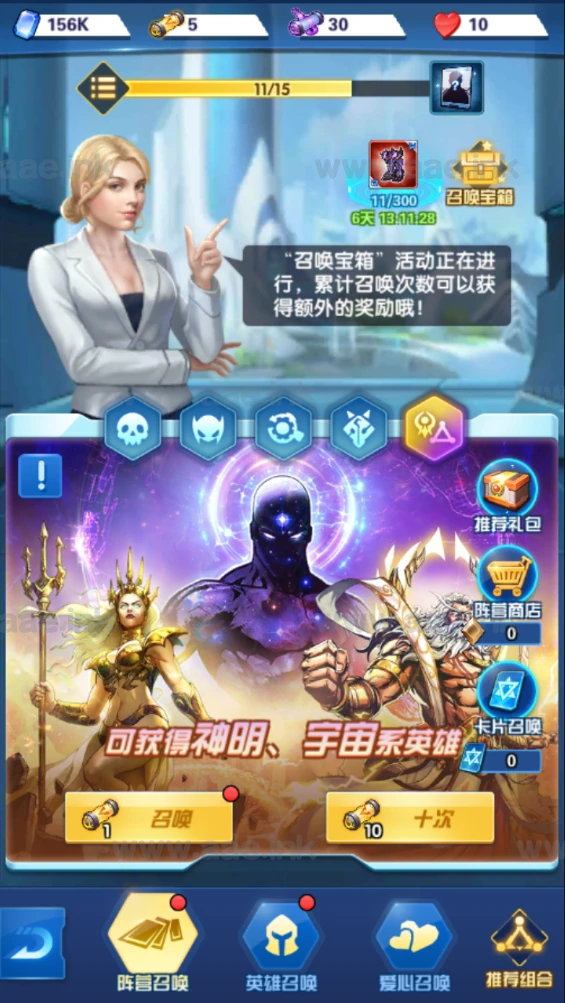 156K
5
30
10
11/15
11/300
6天 13:11:28
召唤宝箱
“召唤宝箱”活动正在进
行，累计召唤次数可以获
得额外的奖励哦！
推荐礼包
阵营商店
0
卡片召唤
0
可获得神明、宇宙系英雄
1
召唤
10
十次
阵营召唤
英雄召唤
爱心召唤
推荐组合